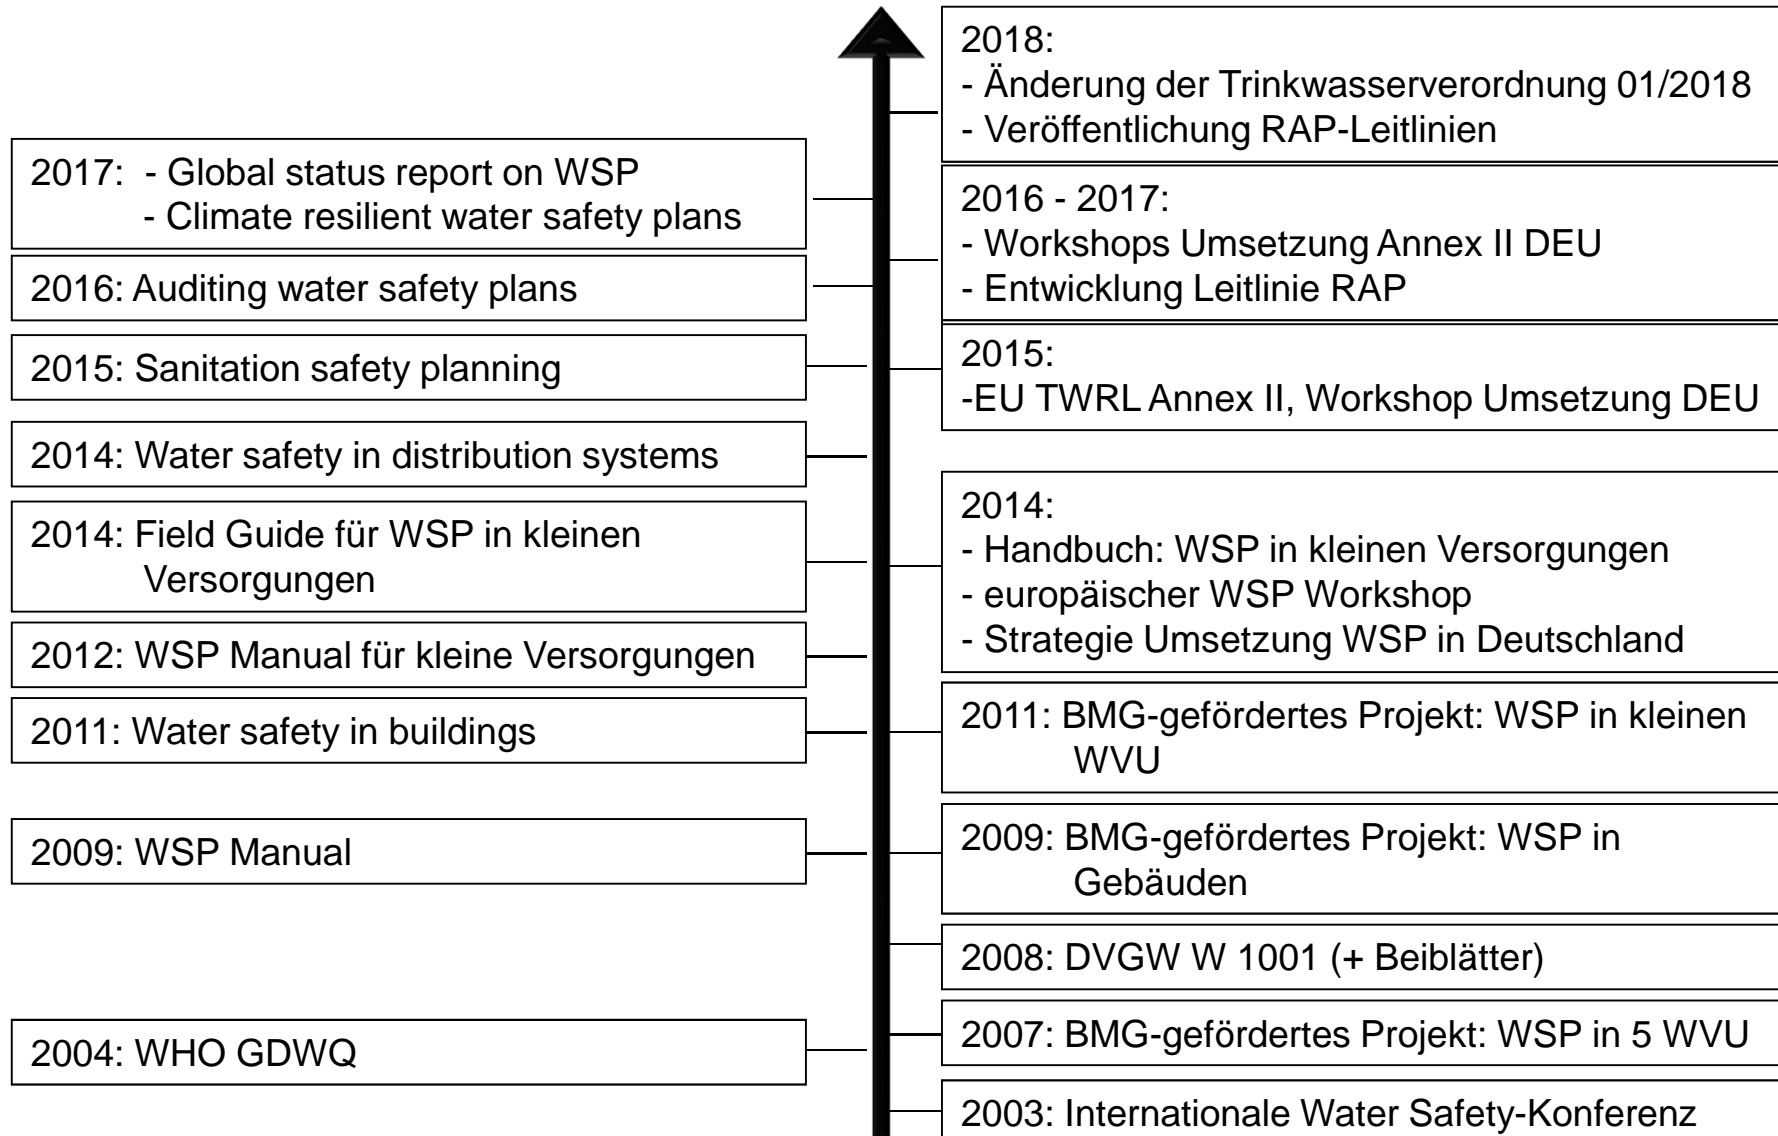 2017:  - Global status report on WSP
- Climate resilient water safety plans
2016: Auditing water safety plans
2015: Sanitation safety planning
2014: Water safety in distribution systems
2014: Field Guide für WSP in kleinen
Versorgungen
2012: WSP Manual für kleine Versorgungen
2011: Water safety in buildings
2009: WSP Manual
2004: WHO GDWQ
2018:
- Änderung der Trinkwasserverordnung 01/2018
- Veröffentlichung RAP-Leitlinien
2016 - 2017:
- Workshops Umsetzung Annex II DEU
- Entwicklung Leitlinie RAP
2015:
-EU TWRL Annex II, Workshop Umsetzung DEU
2014:
- Handbuch: WSP in kleinen Versorgungen
- europäischer WSP Workshop
- Strategie Umsetzung WSP in Deutschland
2011: BMG-gefördertes Projekt: WSP in kleinen
WVU
2009: BMG-gefördertes Projekt: WSP in
Gebäuden
2008: DVGW W 1001 (+ Beiblätter)
2007: BMG-gefördertes Projekt: WSP in 5 WVU
2003: Internationale Water Safety-Konferenz